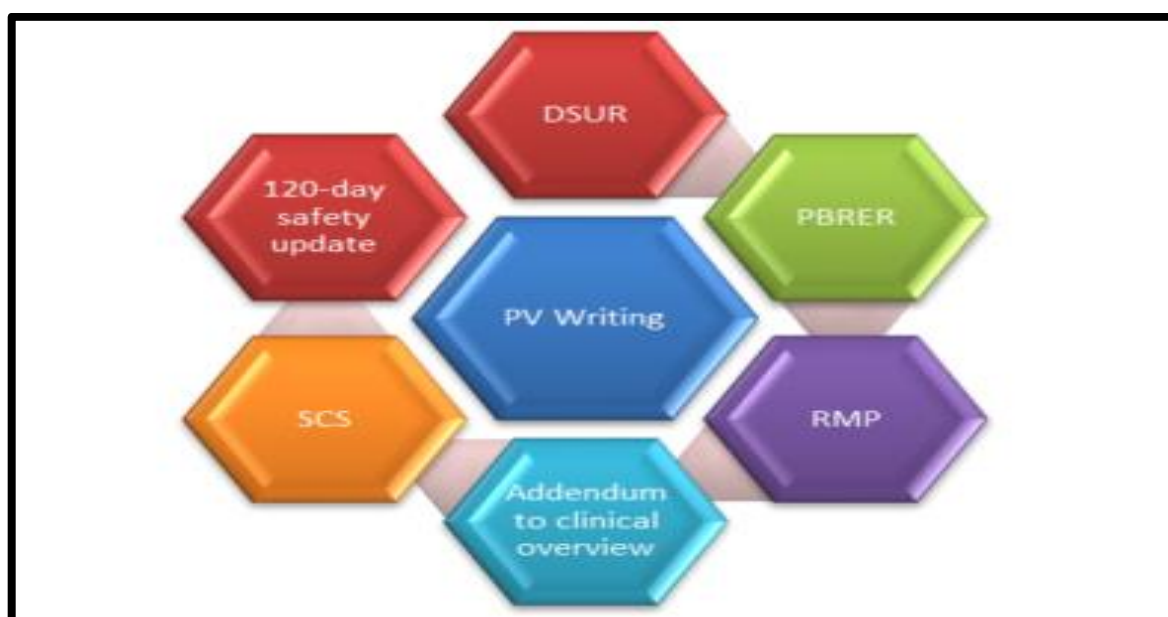 DSUR
120-day
safety
update
PBRER
PV Writing
SCS
RMP
Addendum
to clinical
overview